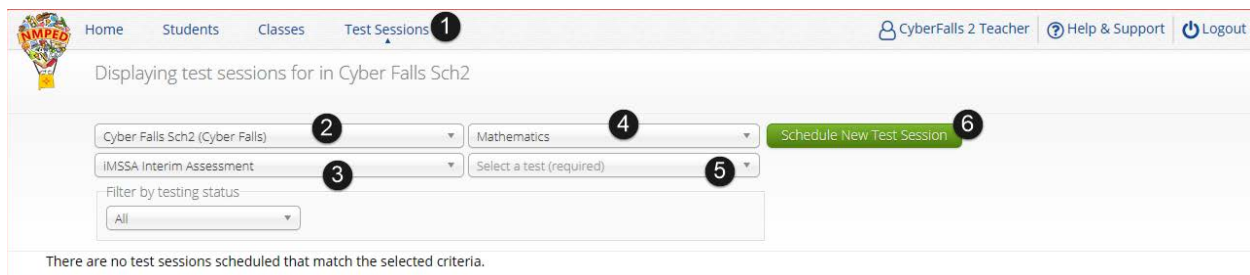 NMPED Home Students Classes Test Sessions 1 CyberFalls 2 Teacher Help & Support Logout
Displaying test sessions for in Cyber Falls Sch2
Cyber Falls Sch2 (Cyber Falls) 2 Mathematics 4 Schedule New Test Session 6
iMSSA Interim Assessment 3 Select a test (required) 5
Filter by testing status
All
There are no test sessions scheduled that match the selected criteria.